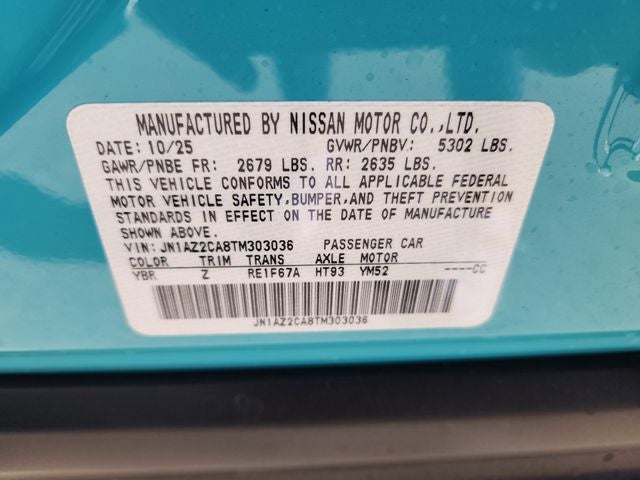 MANUFACTURED BY NISSAN MOTOR CO.,LTD.
DATE: 10/25 GVWR/PNBV: 5302 LBS.
GAWR/PNBE FR: 2679 LBS. RR: 2635 LBS.
THIS VEHICLE CONFORMS TO ALL APPLICABLE FEDERAL
MOTOR VEHICLE SAFETY,BUMPER,AND THEFT PREVENTION
STANDARDS IN EFFECT ON THE DATE OF MANUFACTURE
SHOWN ABOVE.
VIN: JN1AZ2CA8TM303036 PASSENGER CAR
COLOR TRIM TRANS AXLE MOTOR
YBR Z RE1F67A HT93 YM52 ----CC
JN1AZ2CA8TM303036